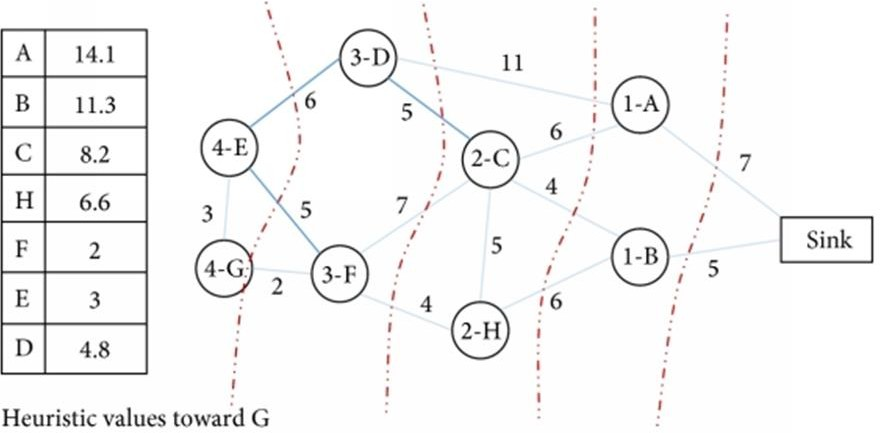 A 14.1
B 11.3
C 8.2
H 6.6
F 2
E 3
D 4.8
Heuristic values toward G
3-D
11
1-A
6
5
6
4-E
2-C
7
4
3
5
7
Sink
5
1-B
4-G
3-F
5
2
4
6
2-H